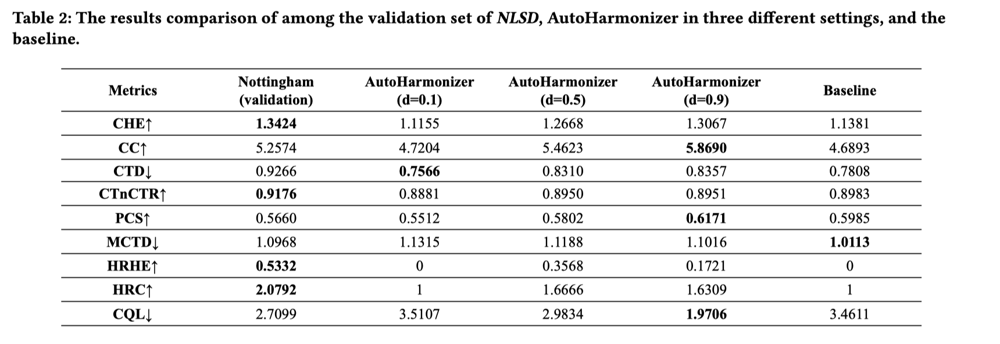 Table 2: The results comparison of among the validation set of NLSD, AutoHarmonizer in three different settings, and the
baseline.
Metrics Nottingham (validation) AutoHarmonizer (d=0.1) AutoHarmonizer (d=0.5) AutoHarmonizer (d=0.9) Baseline
CHE↑ 1.3424 1.1155 1.2668 1.3067 1.1381
CC↑ 5.2574 4.7204 5.4623 5.8690 4.6893
CTD↓ 0.9266 0.7566 0.8310 0.8357 0.7808
CTnCTR↑ 0.9176 0.8881 0.8950 0.8951 0.8983
PCS↑ 0.5660 0.5512 0.5802 0.6171 0.5985
MCTD↓ 1.0968 1.1315 1.1188 1.1016 1.0113
HRHE↑ 0.5332 0 0.3568 0.1721 0
HRC↑ 2.0792 1 1.6666 1.6309 1
CQL↓ 2.7099 3.5107 2.9834 1.9706 3.4611